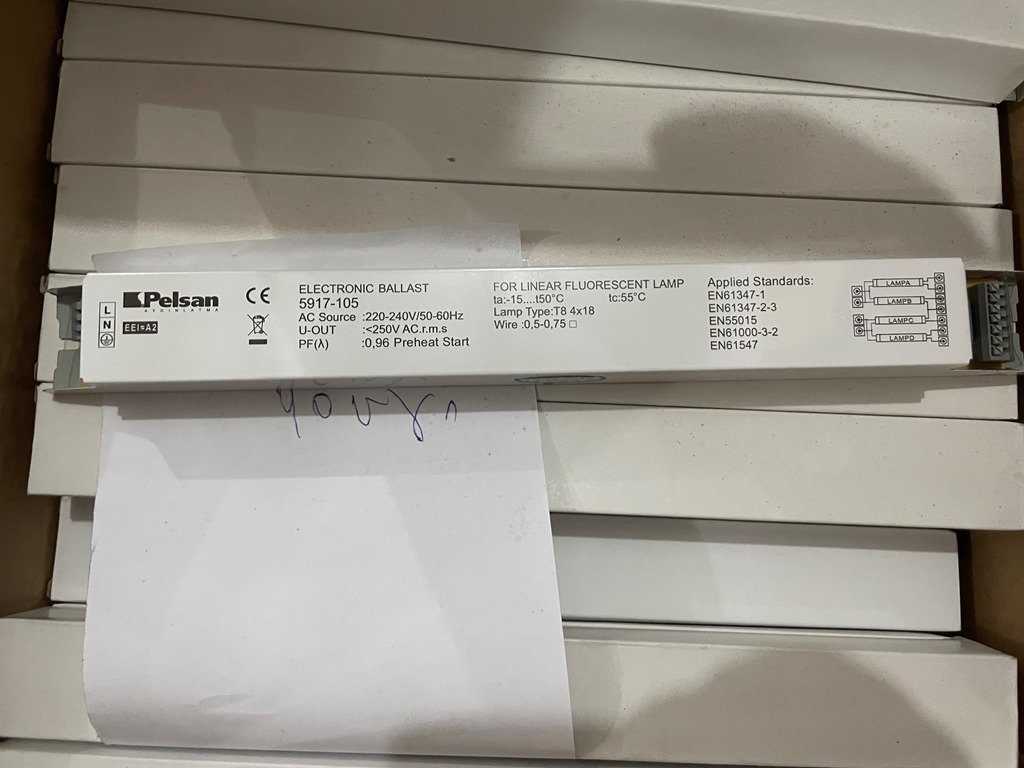 L
N
Pelsan
AYDINLATMA
EEI=A2
CE
ELECTRONIC BALLAST
5917-105
AC Source :220-240V/50-60Hz
U-OUT :<250V AC.r.m.s
PF(λ) :0,96 Preheat Start
FOR LINEAR FLUORESCENT LAMP
ta:-15....t50°C tc:55°C
Lamp Type:T8 4x18
Wire :0,5-0,75 □
Applied Standards:
EN61347-1
EN61347-2-3
EN55015
EN61000-3-2
EN61547
LAMPA
LAMPB
LAMPC
LAMPD